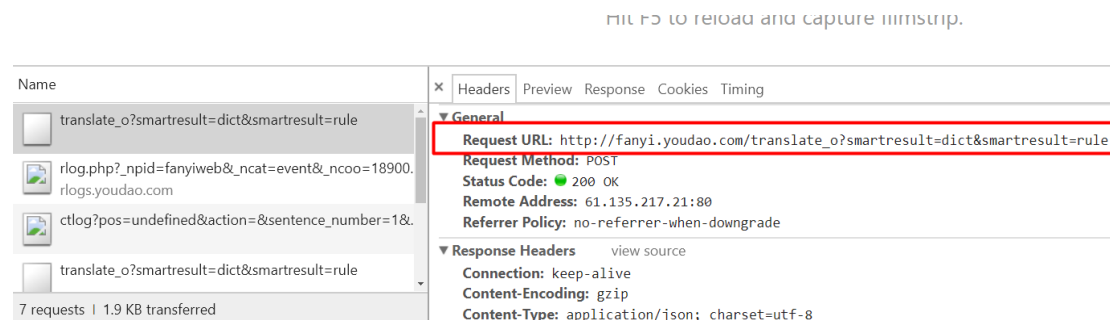 Hit F5 to reload and capture filmstrip.
Name
translate_o?smartresult=dict&smartresult=rule
rlog.php?_npid=fanyiweb&_ncat=event&_ncoo=18900.
rlogs.youdao.com
ctlog?pos=undefined&action=&sentence_number=1&.
translate_o?smartresult=dict&smartresult=rule
7 requests | 1.9 KB transferred
× Headers Preview Response Cookies Timing
▼ General
Request URL: http://fanyi.youdao.com/translate_o?smartresult=dict&smartresult=rule
Request Method: POST
Status Code: 200 OK
Remote Address: 61.135.217.21:80
Referrer Policy: no-referrer-when-downgrade
▼ Response Headers view source
Connection: keep-alive
Content-Encoding: gzip
Content-Type: application/json; charset=utf-8